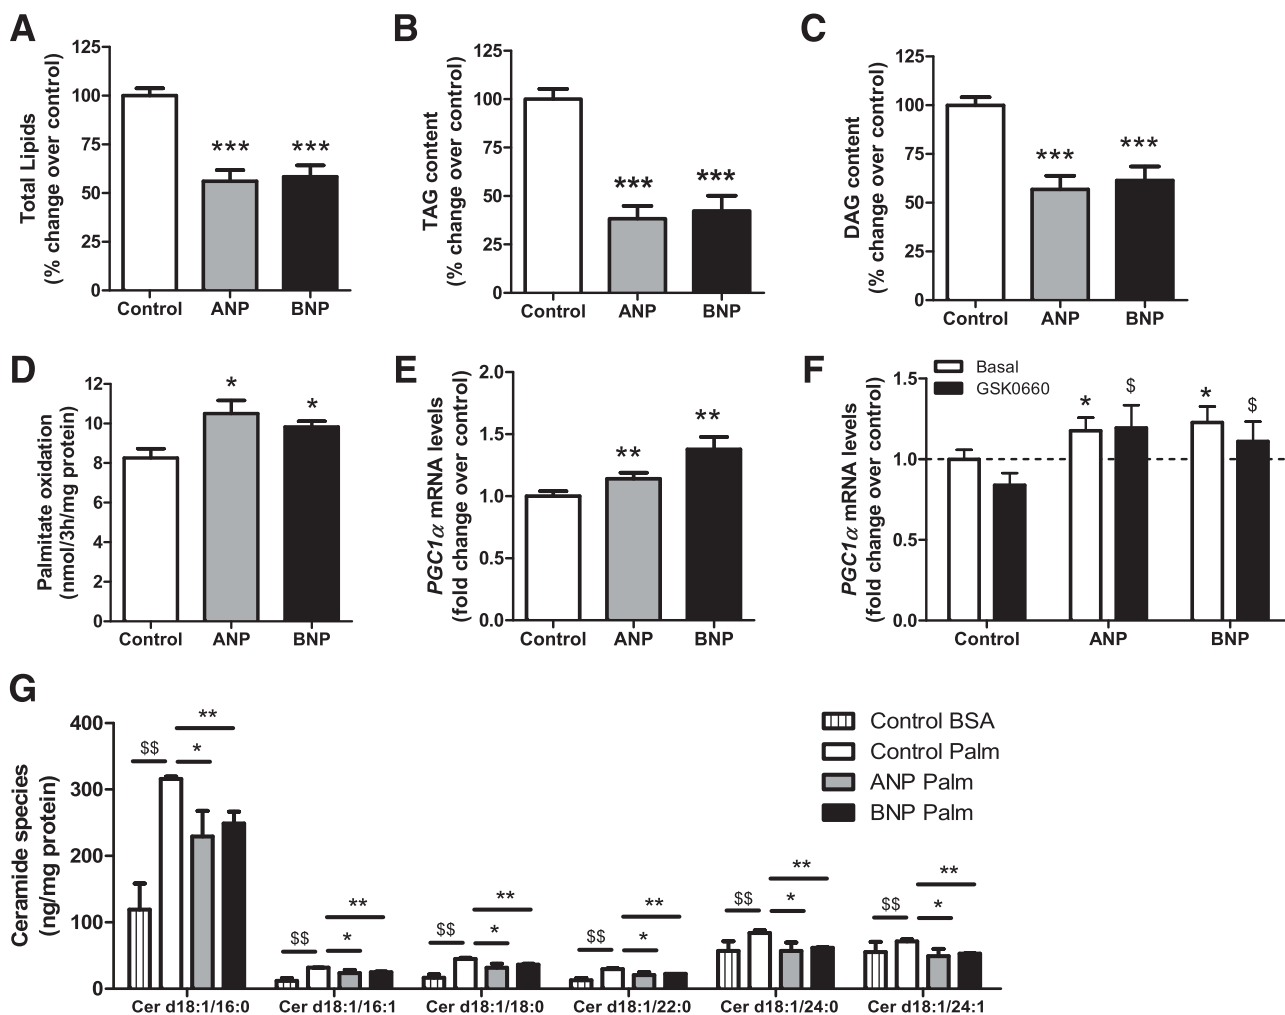 A
Total Lipids
(% change over control)
125
100
75
50
25
0
***
***
Control ANP BNP
B
TAG content
(% change over control)
125
100
75
50
25
0
***
***
Control ANP BNP
C
DAG content
(% change over control)
125
100
75
50
25
0
***
***
Control ANP BNP
D
Palmitate oxidation
(nmol/3h/mg protein)
12
10
8
6
4
2
0
*
*
Control ANP BNP
E
PGC1α mRNA levels
(fold change over control)
2.0
1.5
1.0
0.5
0.0
**
**
Control ANP BNP
F
Basal
GSK0660
PGC1α mRNA levels
(fold change over control)
1.5
1.0
0.5
0.0
* $ * $
Control ANP BNP
G
Ceramide species
(ng/mg protein)
400
300
200
100
0
Control BSA
Control Palm
ANP Palm
BNP Palm
$$ * **
$$ * **
$$ * **
$$ * **
$$ * **
$$ * **
Cer d18:1/16:0 Cer d18:1/16:1 Cer d18:1/18:0 Cer d18:1/22:0 Cer d18:1/24:0 Cer d18:1/24:1